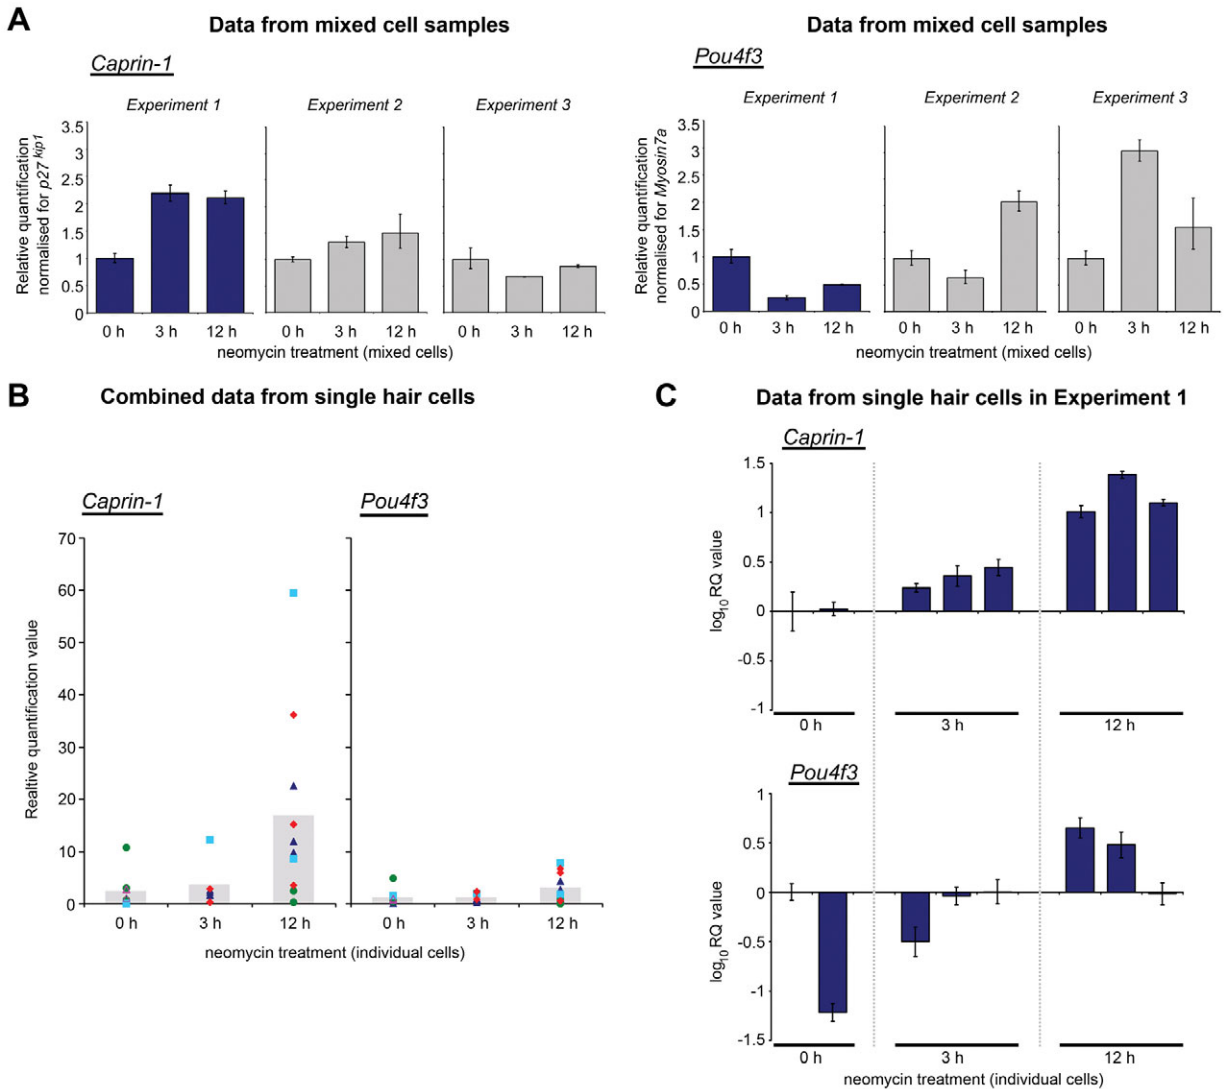 A
Data from mixed cell samples
Caprin-1
Experiment 1
Experiment 2
Experiment 3
Relative quantification
normalised for p27 kip1
3.5
3
2.5
2
1.5
1
0.5
0
0 h 3 h 12 h
0 h 3 h 12 h
0 h 3 h 12 h
neomycin treatment (mixed cells)
Data from mixed cell samples
Pou4f3
Experiment 1
Experiment 2
Experiment 3
Relative quantification
normalised for Myosin7a
3.5
3
2.5
2
1.5
1
0.5
0
0 h 3 h 12 h
0 h 3 h 12 h
0 h 3 h 12 h
neomycin treatment (mixed cells)
B
Combined data from single hair cells
Caprin-1
Pou4f3
Realtive quantification value
70
60
50
40
30
20
10
0
0 h 3 h 12 h
0 h 3 h 12 h
neomycin treatment (individual cells)
C
Data from single hair cells in Experiment 1
Caprin-1
log10RQ value
1.5
1
0.5
0
-0.5
-1
0 h 3 h 12 h
Pou4f3
log10RQ value
1
0.5
0
-0.5
-1
-1.5
0 h 3 h 12 h
neomycin treatment (individual cells)